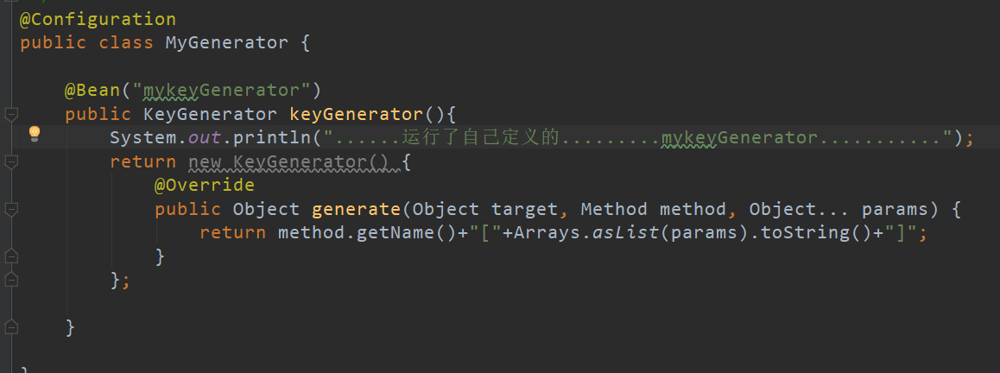 @Configuration
public class MyGenerator {
@Bean("mykeyGenerator")
public KeyGenerator keyGenerator(){
System.out.println("......运行了自己定义的.........mykeyGenerator...........");
return new KeyGenerator() {
@Override
public Object generate(Object target, Method method, Object... params) {
return method.getName()+"["+Arrays.asList(params).toString()+"]";
}
};
}
}